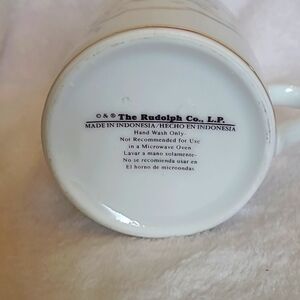 © & ® The Rudolph Co., L.P.
MADE IN INDONESIA/HECHO EN INDONESIA
Hand Wash Only-
Not Recommended for Use
in a Microwave Oven
Lavar a mano solamente-
No se recomienda usar en
El horno de microondas